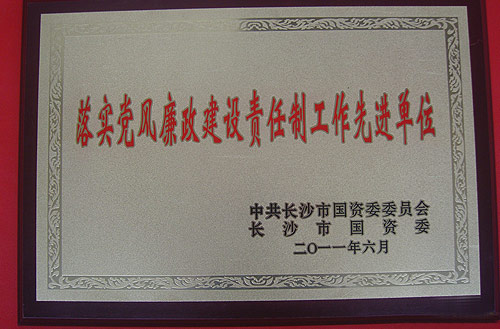 落实党风廉政建设责任制工作先进单位
中共长沙市国资委委员会
长沙市国资委
二〇一一年六月